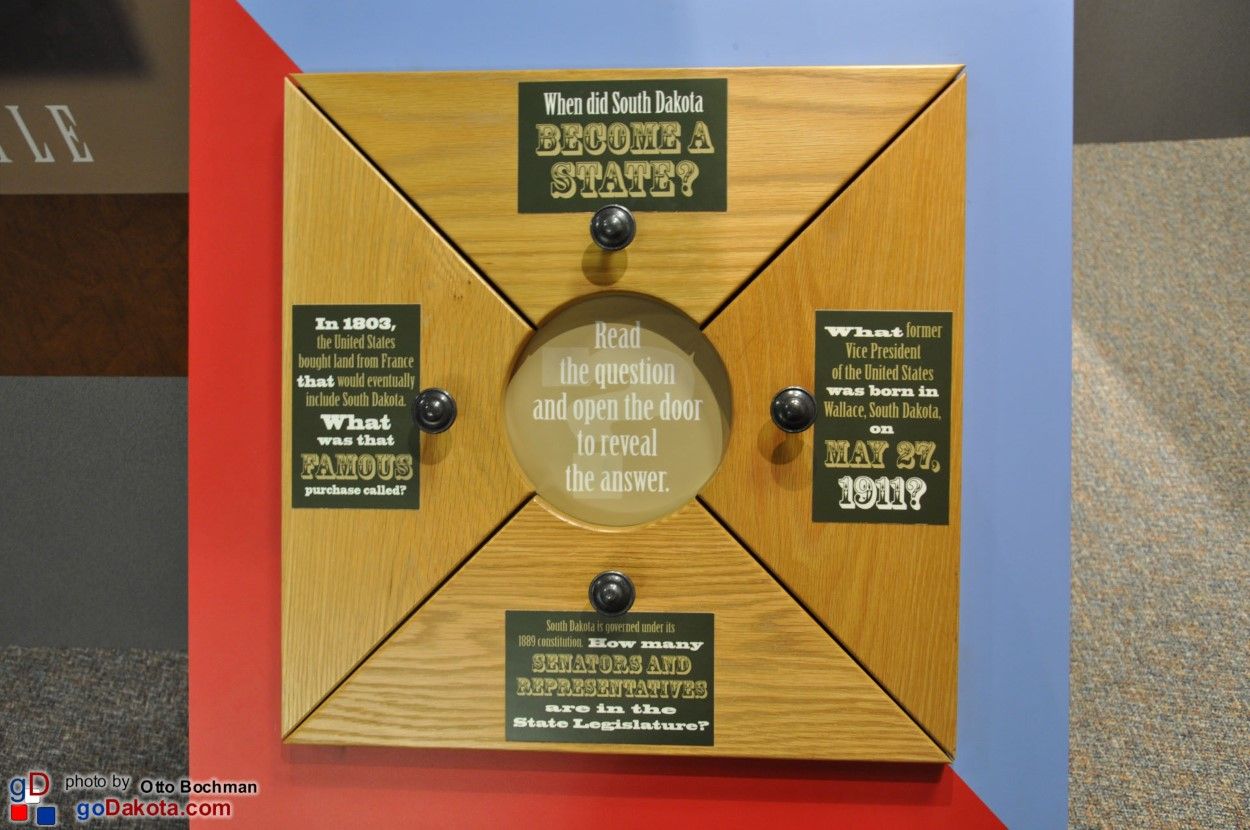 ILE
When did South Dakota
BECOME A
STATE?
In 1803,
the United States
bought land from France
that would eventually
include South Dakota.
What
was that
FAMOUS
purchase called?
Read
the question
and open the door
to reveal
the answer.
What former
Vice President
of the United States
was born in
Wallace, South Dakota,
on
MAY 27,
1911?
South Dakota is governed under its
1889 constitution. How many
SENATORS AND
REPRESENTATIVES
are in the
State Legislature?
gD photo by Otto Bochman
goDakota.com